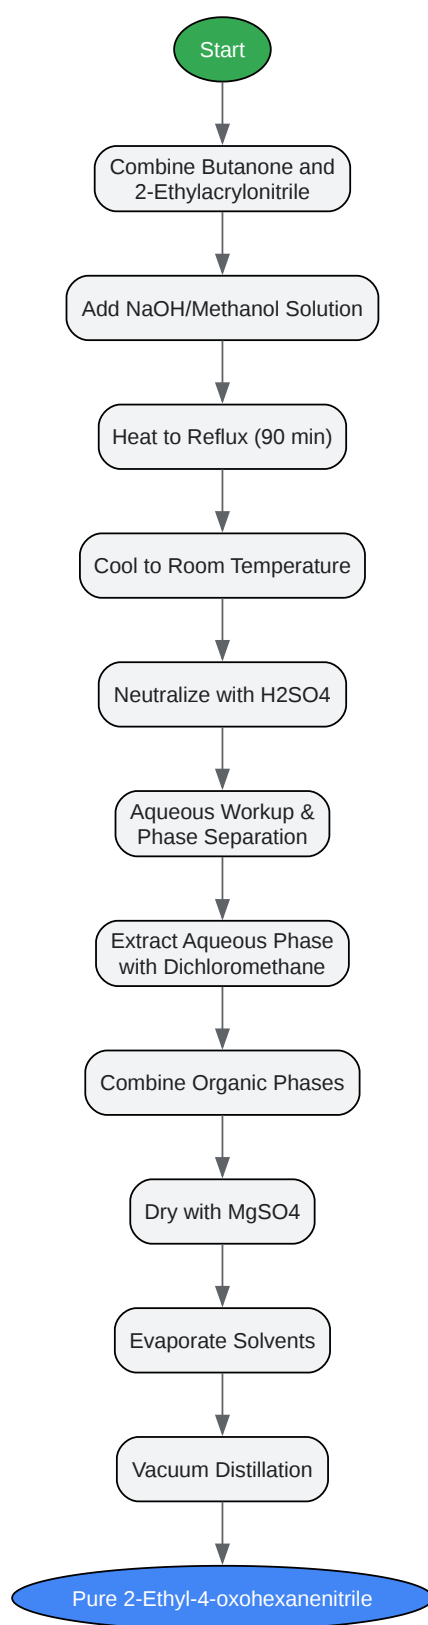 Start
Combine Butanone and
2-Ethylacrylonitrile
Add NaOH/Methanol Solution
Heat to Reflux (90 min)
Cool to Room Temperature
Neutralize with H2SO4
Aqueous Workup &
Phase Separation
Extract Aqueous Phase
with Dichloromethane
Combine Organic Phases
Dry with MgSO4
Evaporate Solvents
Vacuum Distillation
Pure 2-Ethyl-4-oxohexanenitrile